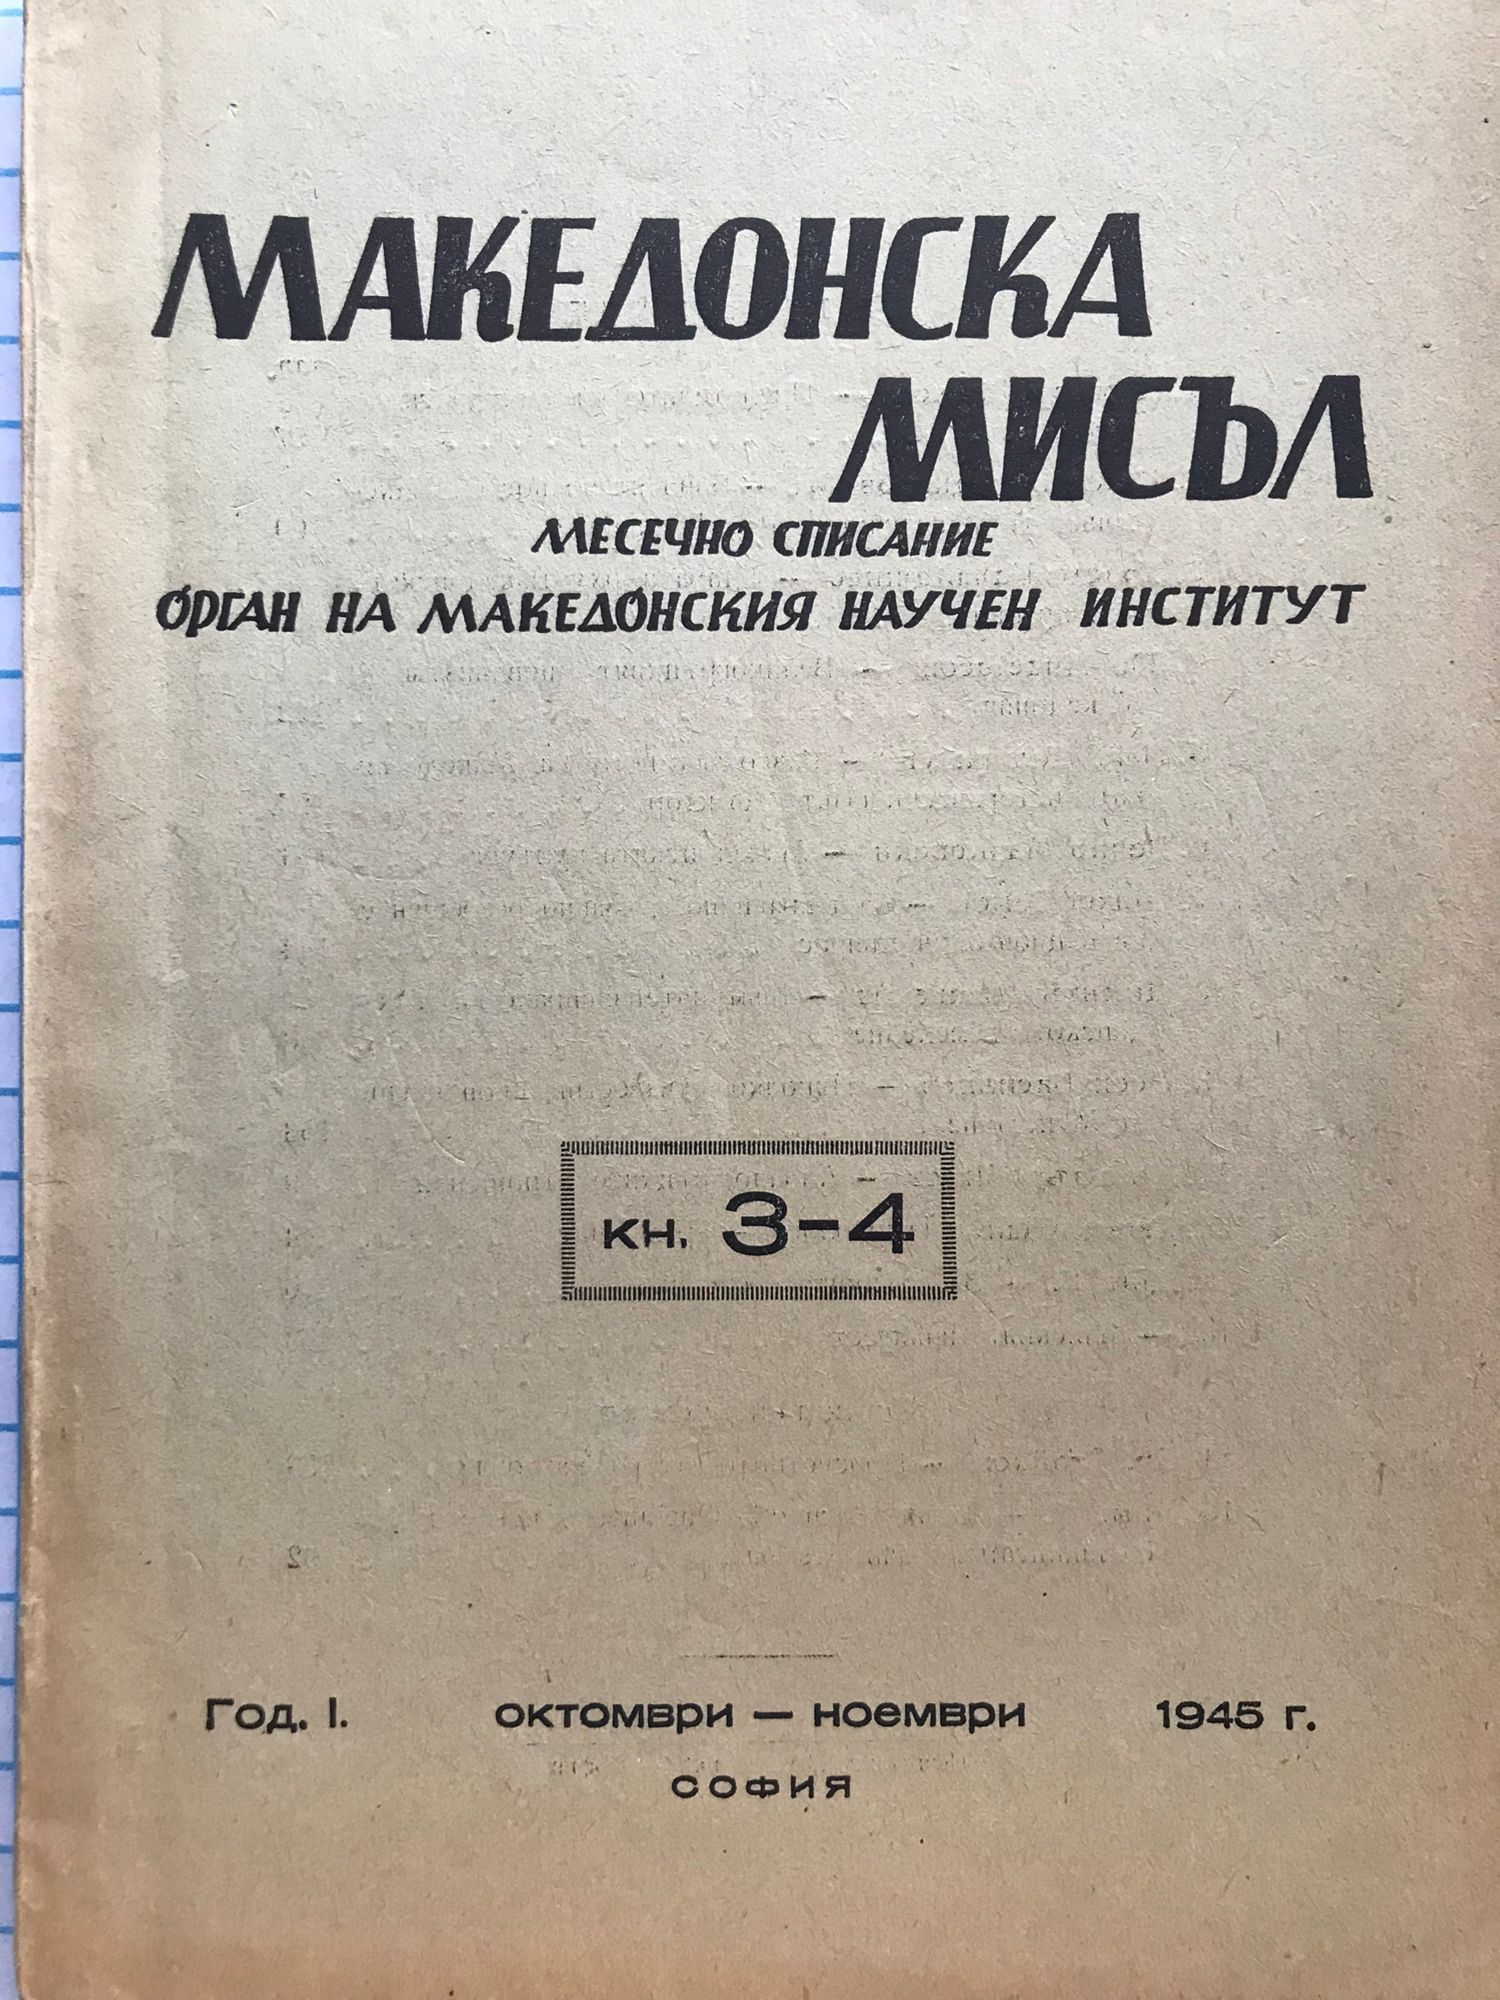 МАКЕДОНСКА
МИСЪЛ
МЕСЕЧНО СПИСАНИЕ
ОРГАН НА МАКЕДОНСКИЯ НАУЧЕН ИНСТИТУТ
кн. 3–4
Год. I. октомври — ноември 1945 г.
СОФИЯ